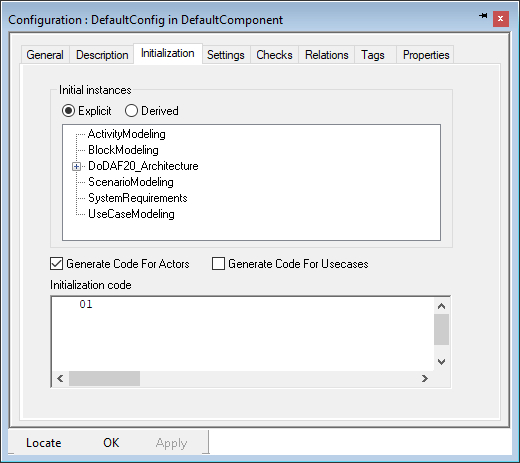 Configuration : DefaultConfig in DefaultComponent
General Description Initialization Settings Checks Relations Tags Properties
Initial instances
Explicit Derived
ActivityModeling
BlockModeling
DoDAF20_Architecture
ScenarioModeling
SystemRequirements
UseCaseModeling
Generate Code For Actors Generate Code For Usecases
Initialization code
01
Locate OK Apply